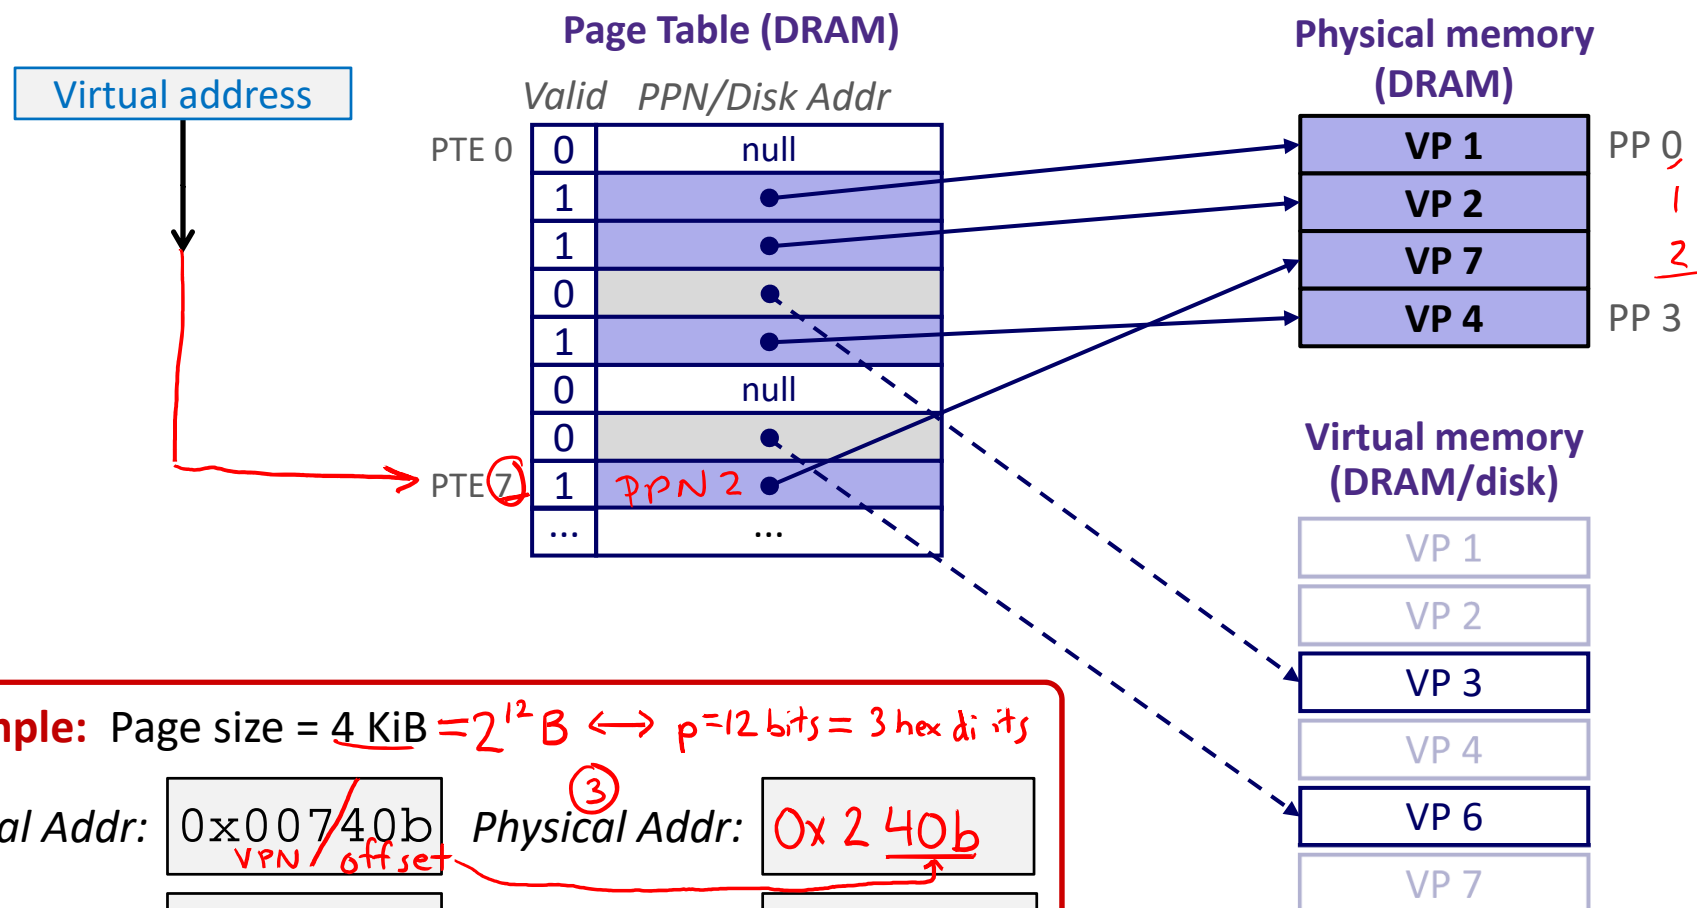 Page Table (DRAM)
Physical memory
(DRAM)
Virtual address
Valid PPN/Disk Addr
PTE 0 0 null
1
1
0
1
0 null
0
PTE 7 1 PPN 2
... ...
VP 1 PP 0
VP 2 1
VP 7 2
VP 4 PP 3
Virtual memory
(DRAM/disk)
VP 1
VP 2
VP 3
VP 4
VP 6
VP 7
mple: Page size = 4 KiB = 2^12 B ↔ p=12 bits = 3 hex di its
3
al Addr: 0x00740b Physical Addr: 0x 2 40b
VPN / offset